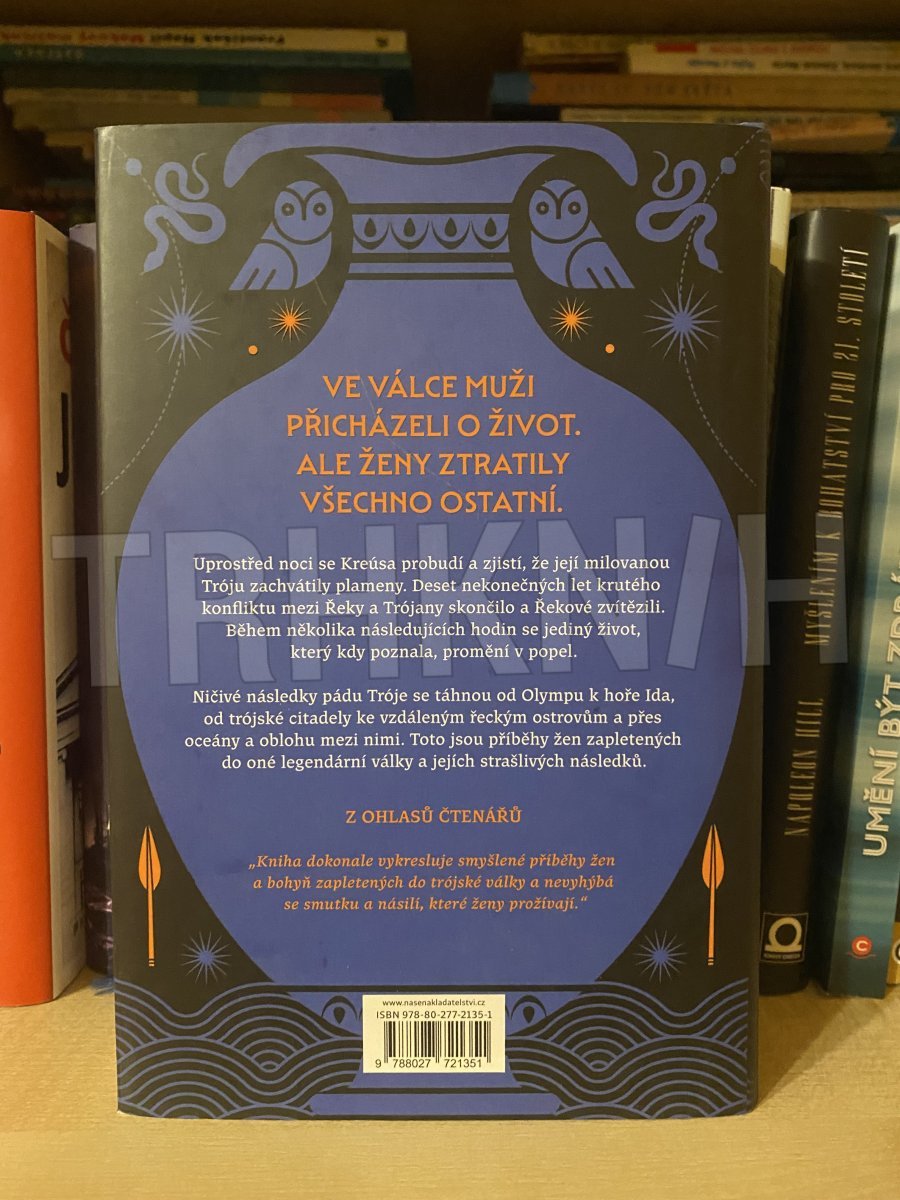 František Nepil Makový mužíček
VE VÁLCE MUŽI
PŘICHÁZELI O ŽIVOT.
ALE ŽENY ZTRATILY
VŠECHNO OSTATNÍ.
TRHKNIH
Uprostřed noci se Kreúsa probudí a zjistí, že její milovanou
Tróju zachvátily plameny. Deset nekonečných let krutého
konfliktu mezi Řeky a Trójany skončilo a Řekové zvítězili.
Během několika následujících hodin se jediný život,
který kdy poznala, promění v popel.
Ničivé následky pádu Tróje se táhnou od Olympu k hoře Ida,
od trójské citadely ke vzdáleným řeckým ostrovům a přes
oceány a oblohu mezi nimi. Toto jsou příběhy žen zapletených
do oné legendární války a jejích strašlivých následků.
Z OHLASŮ ČTENÁŘŮ
„Kniha dokonale vykresluje smyšlené příběhy žen
a bohyň zapletených do trójské války a nevyhýbá
se smutku a násilí, které ženy prožívají.“
www.nasenakladatelstvi.cz
ISBN 978-80-277-2135-1
9 788027 721351
NAPOLEON HILL MYŠLENÍM K BOHATSTVÍ PRO 21. STOLETÍ
UMĚNÍ BÝT